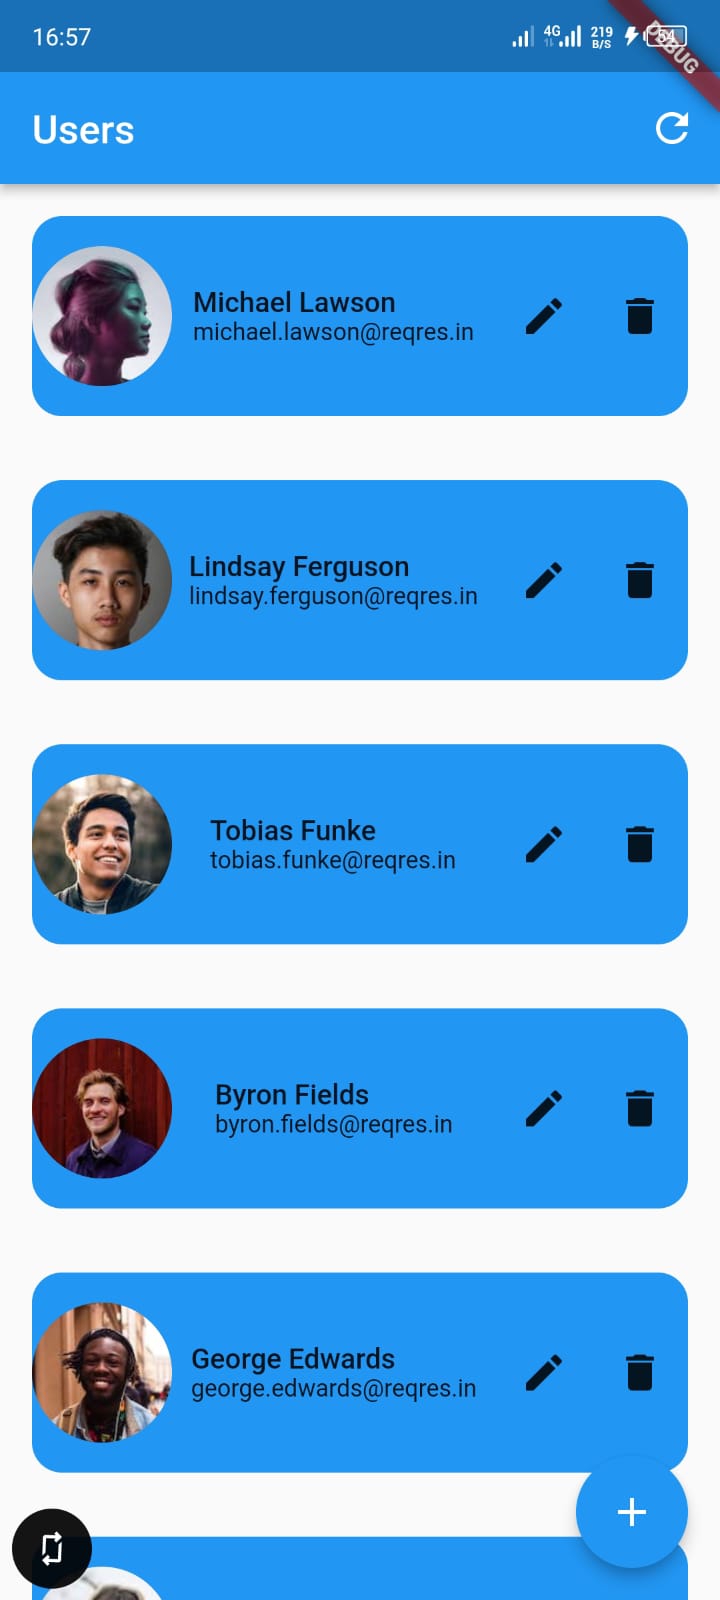 16:57
4G
219
B/S
54
DEBUG
Users
Michael Lawson
michael.lawson@reqres.in
Lindsay Ferguson
lindsay.ferguson@reqres.in
Tobias Funke
tobias.funke@reqres.in
Byron Fields
byron.fields@reqres.in
George Edwards
george.edwards@reqres.in